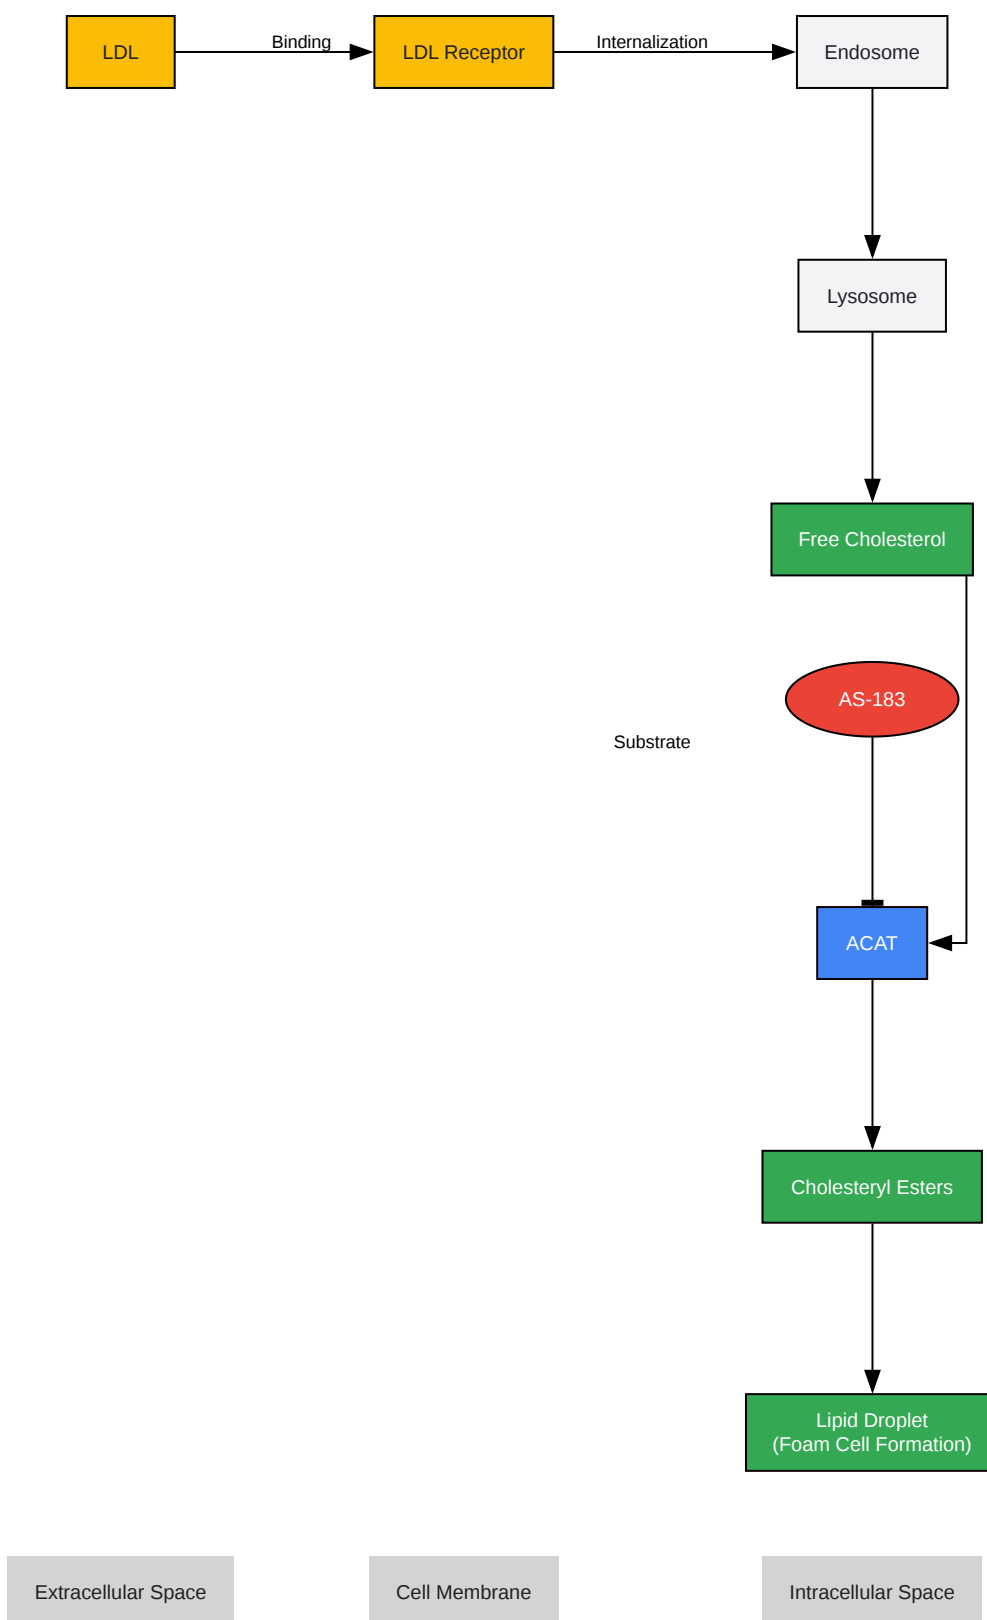 LDL
Binding
LDL Receptor
Internalization
Endosome
Lysosome
Free Cholesterol
AS-183
Substrate
ACAT
Cholesteryl Esters
Lipid Droplet
(Foam Cell Formation)
Extracellular Space
Cell Membrane
Intracellular Space